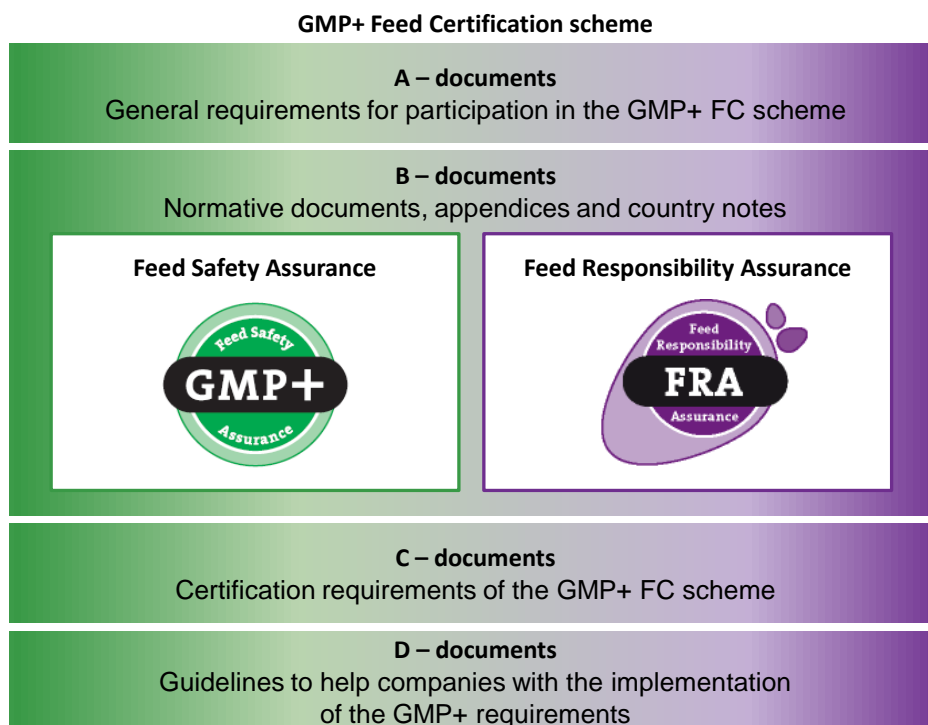 GMP+ Feed Certification scheme
A – documents
General requirements for participation in the GMP+ FC scheme
B – documents
Normative documents, appendices and country notes
Feed Safety Assurance
Feed Safety
GMP+
Assurance
Feed Responsibility Assurance
Feed
Responsibility
FRA
Assurance
C – documents
Certification requirements of the GMP+ FC scheme
D – documents
Guidelines to help companies with the implementation
of the GMP+ requirements